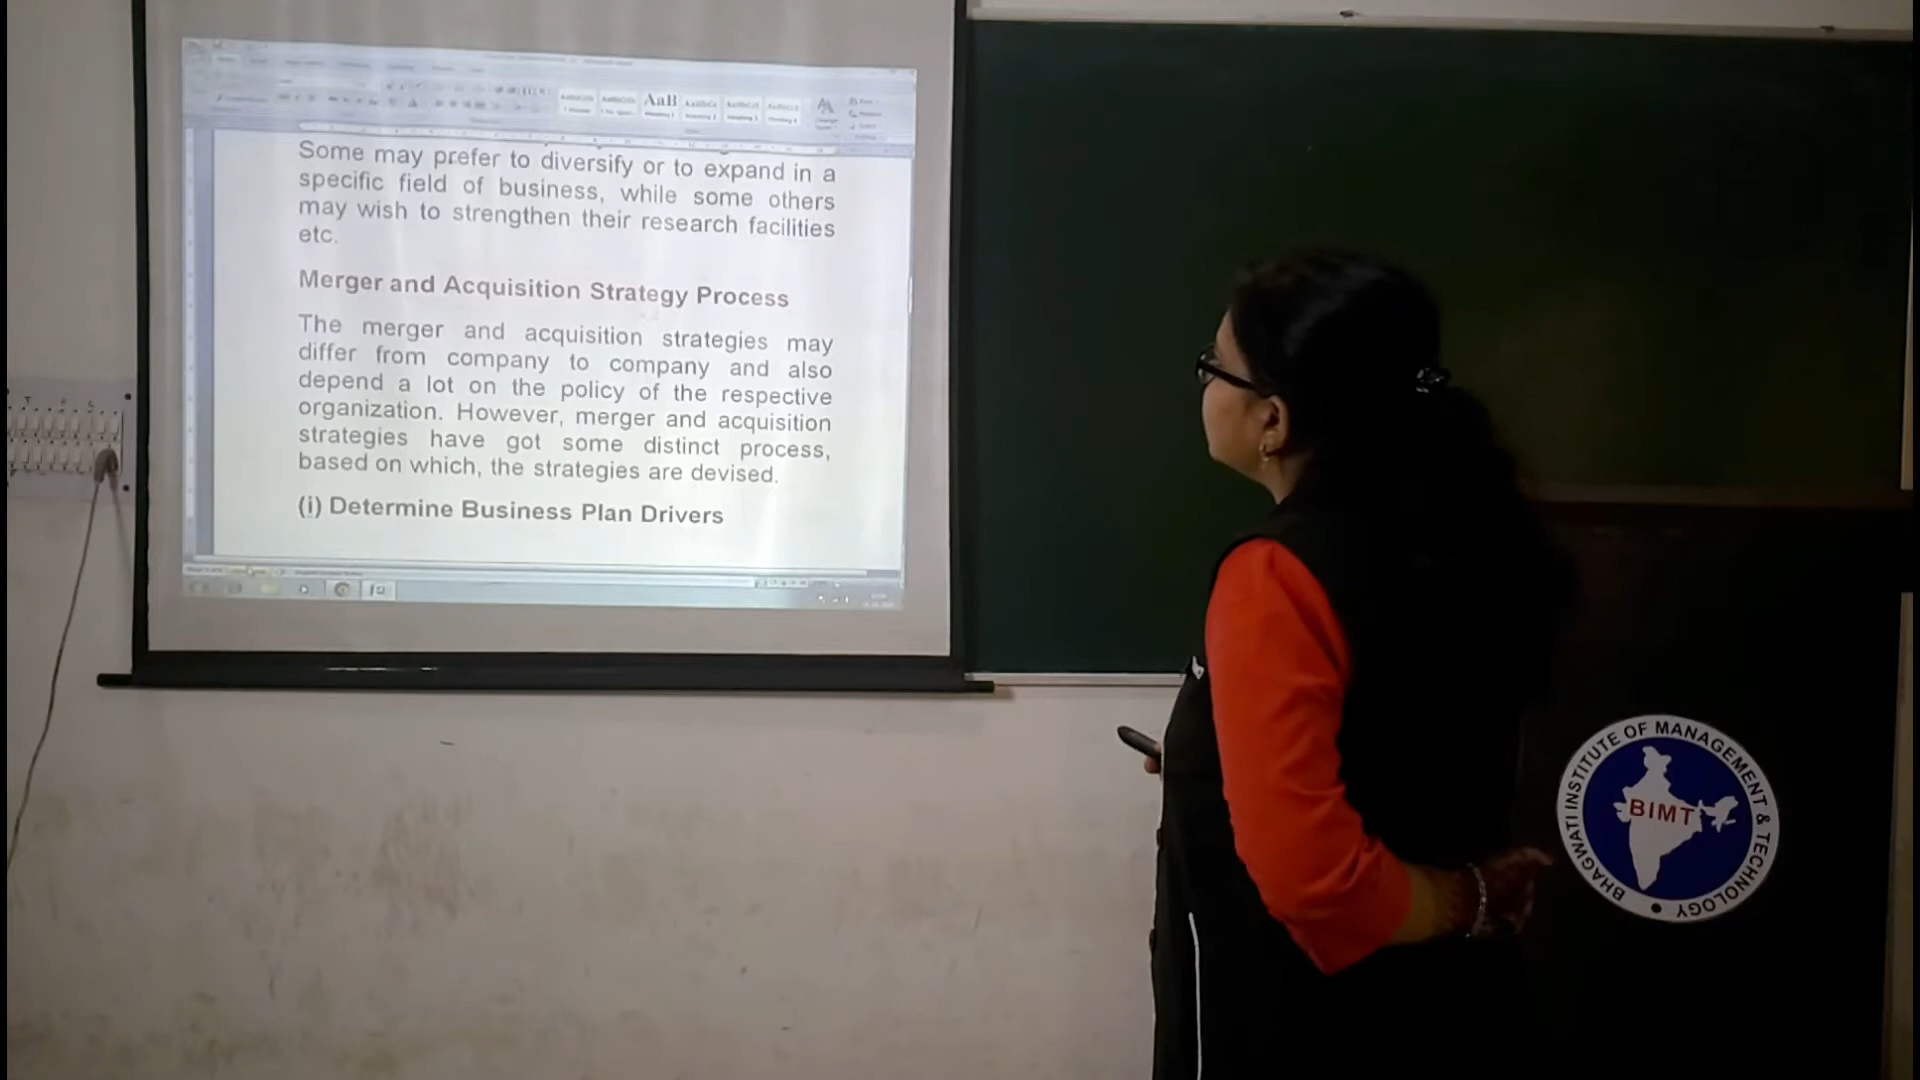 AaB
Some may prefer to diversify or to expand in a
specific field of business, while some others
may wish to strengthen their research facilities
etc.
Merger and Acquisition Strategy Process
The merger and acquisition strategies may
differ from company to company and also
depend a lot on the policy of the respective
organization. However, merger and acquisition
strategies have got some distinct process,
based on which, the strategies are devised.
(i) Determine Business Plan Drivers
BHAGWATI INSTITUTE OF MANAGEMENT & TECHNOLOGY
BIMT